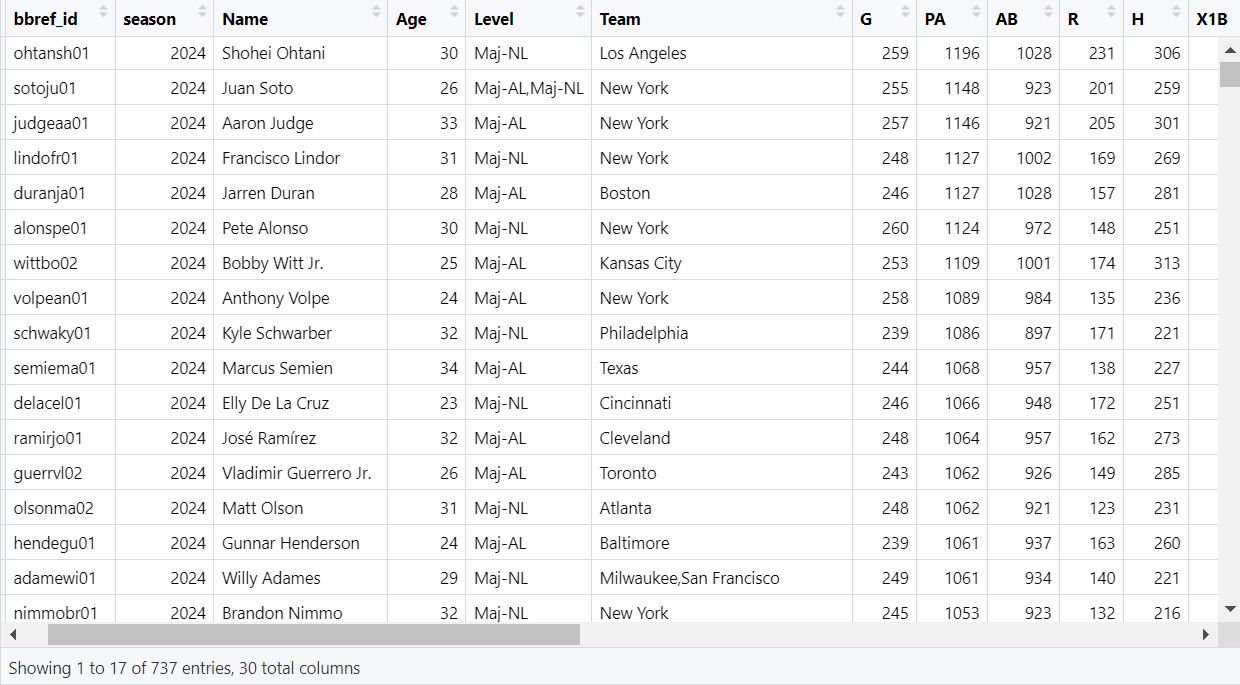 bbref_id season Name Age Level Team G PA AB R H X1B
ohtansh01 2024 Shohei Ohtani 30 Maj-NL Los Angeles 259 1196 1028 231 306
sotoju01 2024 Juan Soto 26 Maj-AL,Maj-NL New York 255 1148 923 201 259
judgeaa01 2024 Aaron Judge 33 Maj-AL New York 257 1146 921 205 301
lindofr01 2024 Francisco Lindor 31 Maj-NL New York 248 1127 1002 169 269
duranja01 2024 Jarren Duran 28 Maj-AL Boston 246 1127 1028 157 281
alonspe01 2024 Pete Alonso 30 Maj-NL New York 260 1124 972 148 251
wittbo02 2024 Bobby Witt Jr. 25 Maj-AL Kansas City 253 1109 1001 174 313
volpean01 2024 Anthony Volpe 24 Maj-AL New York 258 1089 984 135 236
schwaky01 2024 Kyle Schwarber 32 Maj-NL Philadelphia 239 1086 897 171 221
semiema01 2024 Marcus Semien 34 Maj-AL Texas 244 1068 957 138 227
delacel01 2024 Elly De La Cruz 23 Maj-NL Cincinnati 246 1066 948 172 251
ramirjo01 2024 José Ramírez 32 Maj-AL Cleveland 248 1064 957 162 273
guerrvl02 2024 Vladimir Guerrero Jr. 26 Maj-AL Toronto 243 1062 926 149 285
olsonma02 2024 Matt Olson 31 Maj-NL Atlanta 248 1062 921 123 231
hendegu01 2024 Gunnar Henderson 24 Maj-AL Baltimore 239 1061 937 163 260
adamewi01 2024 Willy Adames 29 Maj-NL Milwaukee,San Francisco 249 1061 934 140 221
nimmobr01 2024 Brandon Nimmo 32 Maj-NL New York 245 1053 923 132 216
Showing 1 to 17 of 737 entries, 30 total columns